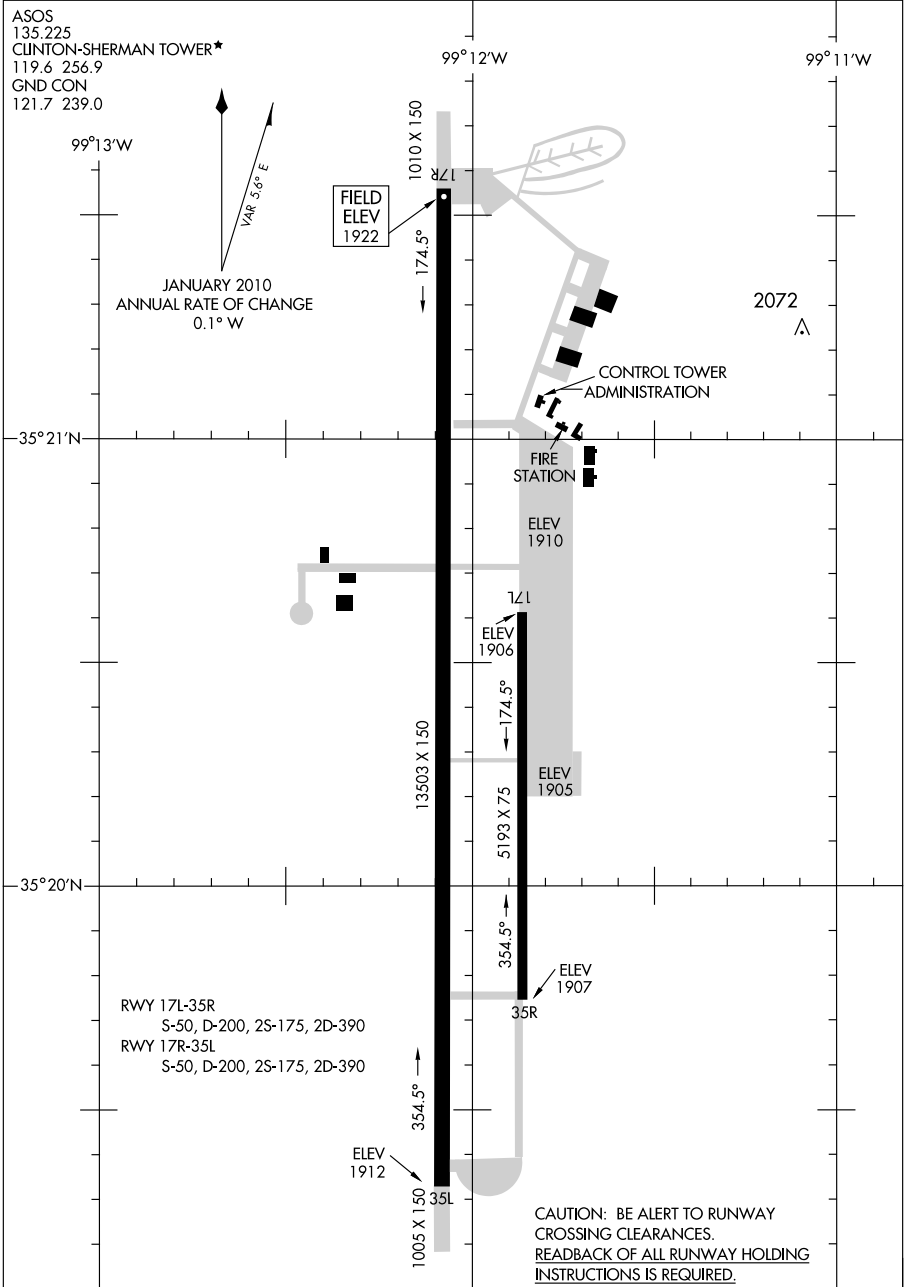 ASOS
135.225
CLINTON-SHERMAN TOWER★
119.6 256.9
GND CON
121.7 239.0
99°13'W
99°12'W
99°11'W
VAR 5.6° E
JANUARY 2010
ANNUAL RATE OF CHANGE
0.1° W
1010 X 150
17R
FIELD
ELEV
1922
174.5°
2072
CONTROL TOWER
ADMINISTRATION
35°21'N
FIRE
STATION
ELEV
1910
17L
ELEV
1906
174.5°
13503 X 150
5193 X 75
ELEV
1905
35°20'N
354.5°
ELEV
1907
35R
RWY 17L-35R
S-50, D-200, 2S-175, 2D-390
RWY 17R-35L
S-50, D-200, 2S-175, 2D-390
354.5°
ELEV
1912
35L
1005 X 150
CAUTION: BE ALERT TO RUNWAY
CROSSING CLEARANCES.
READBACK OF ALL RUNWAY HOLDING
INSTRUCTIONS IS REQUIRED.